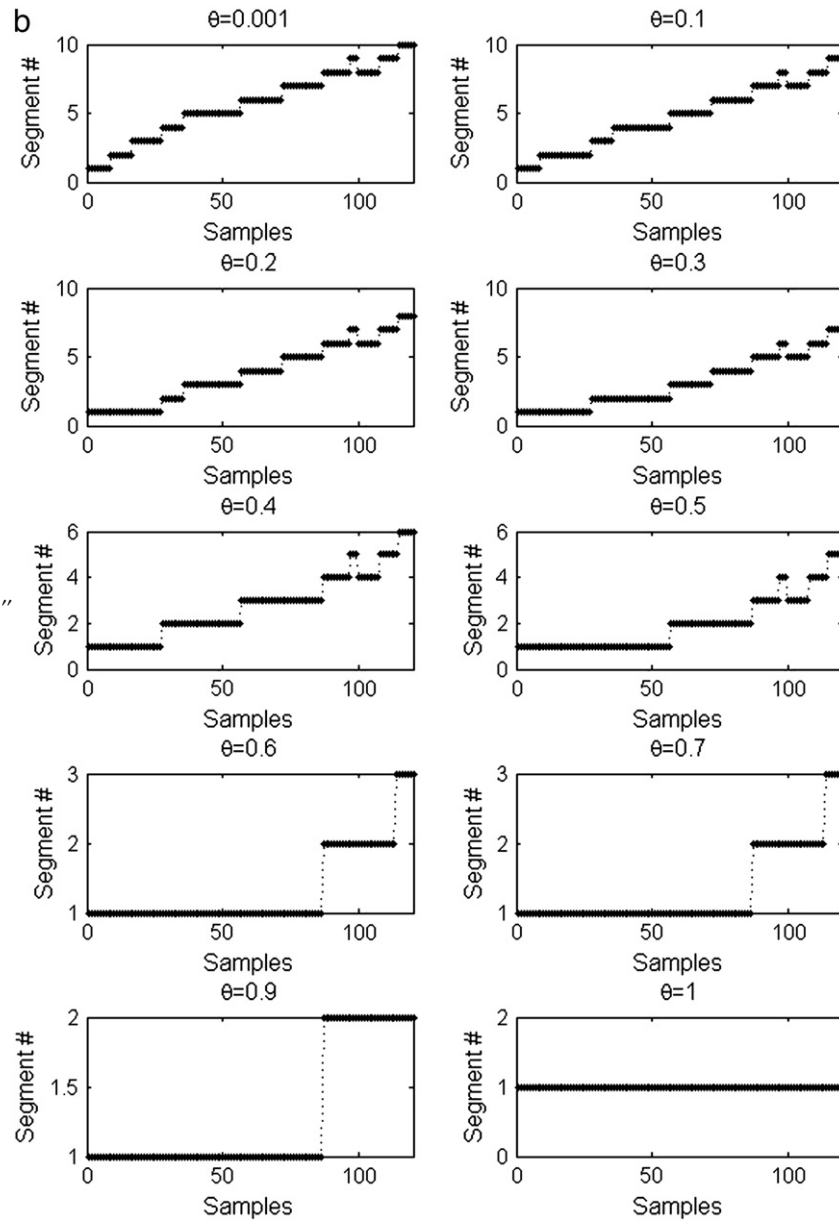 b
θ=0.001
10
5
0
Segment #
0 50 100
Samples
θ=0.1
10
5
0
Segment #
0 50 100
Samples
θ=0.2
10
5
0
Segment #
0 50 100
Samples
θ=0.3
10
5
0
Segment #
0 50 100
Samples
″
θ=0.4
6
4
2
0
Segment #
0 50 100
Samples
θ=0.5
6
4
2
0
Segment #
0 50 100
Samples
θ=0.6
3
2
1
Segment #
0 50 100
Samples
θ=0.7
3
2
1
Segment #
0 50 100
Samples
θ=0.9
2
1.5
1
Segment #
0 50 100
Samples
θ=1
2
1
0
Segment #
0 50 100
Samples